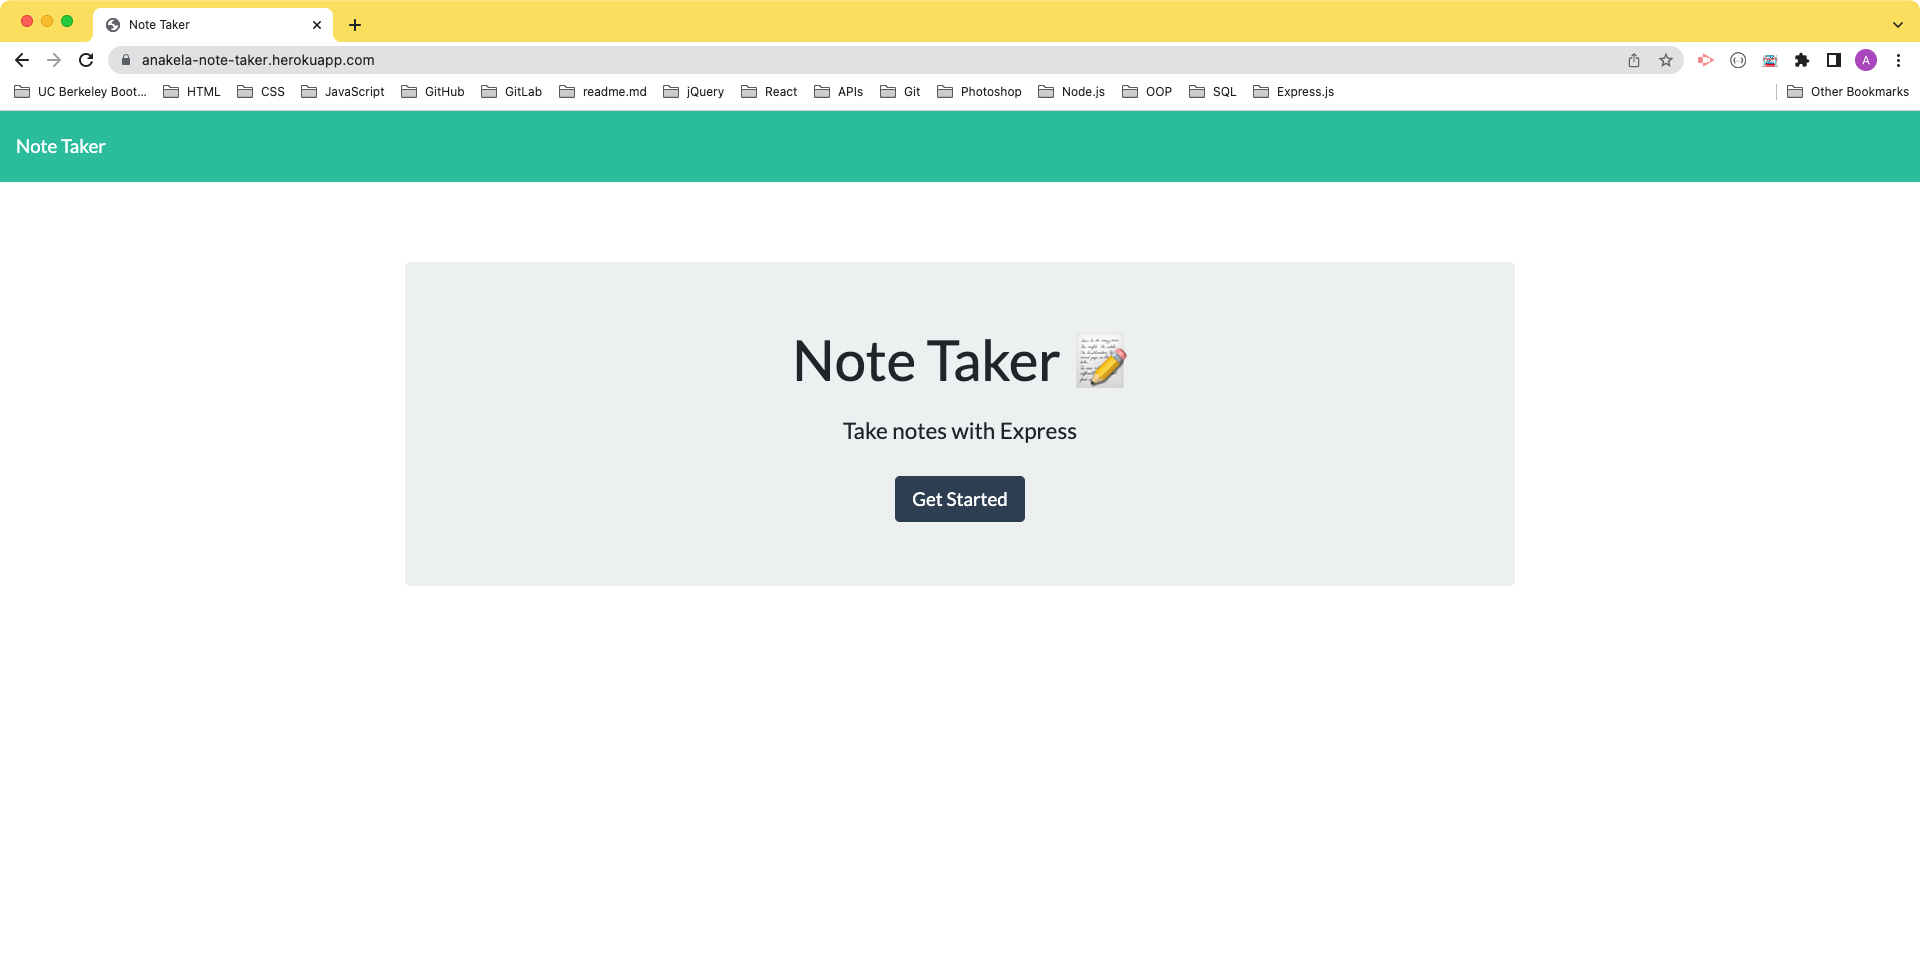 Note Taker
anakela-note-taker.herokuapp.com
A
UC Berkeley Boot... HTML CSS JavaScript GitHub GitLab readme.md jQuery React APIs Git Photoshop Node.js OOP SQL Express.js Other Bookmarks
Note Taker
Note Taker
Take notes with Express
Get Started